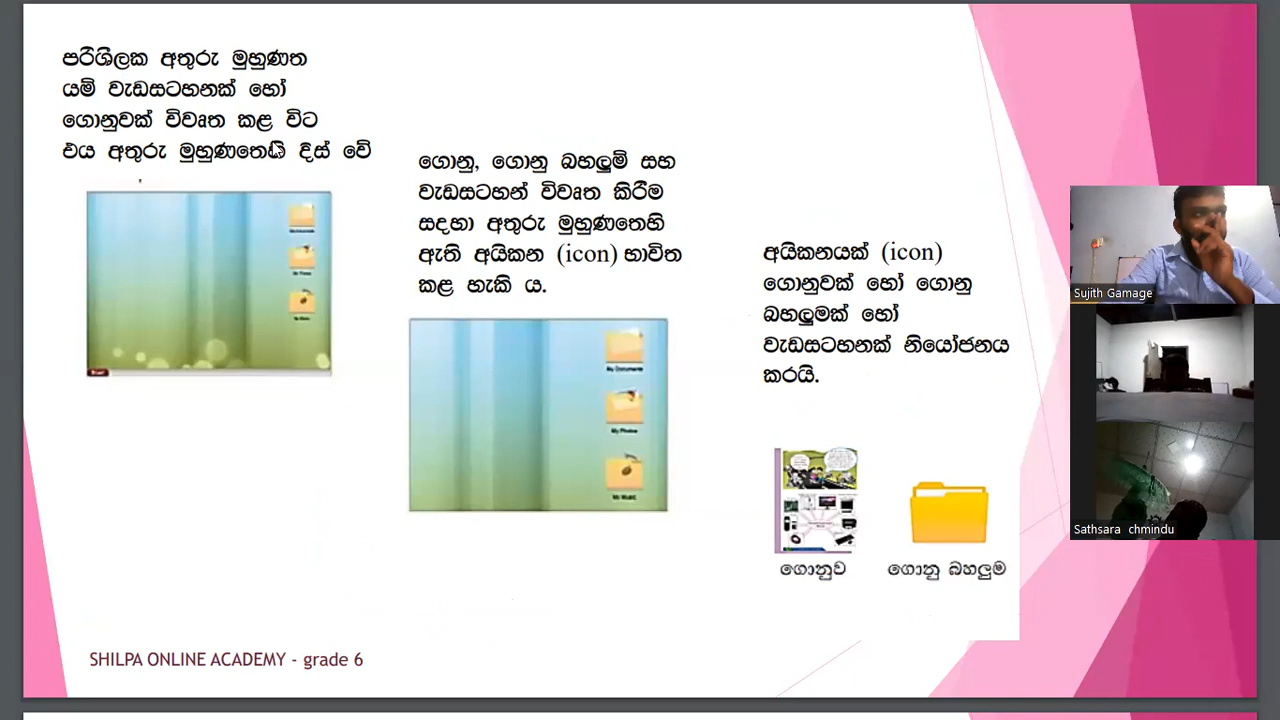 පරිශීලක අතුරු මුහුණත
යම් වැඩසටහනක් හෝ
ගොනුවක් විවෘත කළ විට
එය අතුරු මුහුණතෙහි දිස් වේ
ගොනු, ගොනු බහලුම් සහ
වැඩසටහන් විවෘත කිරීම
සදහා අතුරු මුහුණතෙහි
ඇති අයිකන (icon) භාවිත
කළ හැකි ය.
My Documents
My Photos
My Music
අයිකනයක් (icon)
ගොනුවක් හෝ ගොනු
බහලුමක් හෝ
වැඩසටහනක් නියෝජනය
කරයි.
ගොනුව
ගොනු බහලුම
SHILPA ONLINE ACADEMY - grade 6
Sujith Gamage
Sathsara chmindu